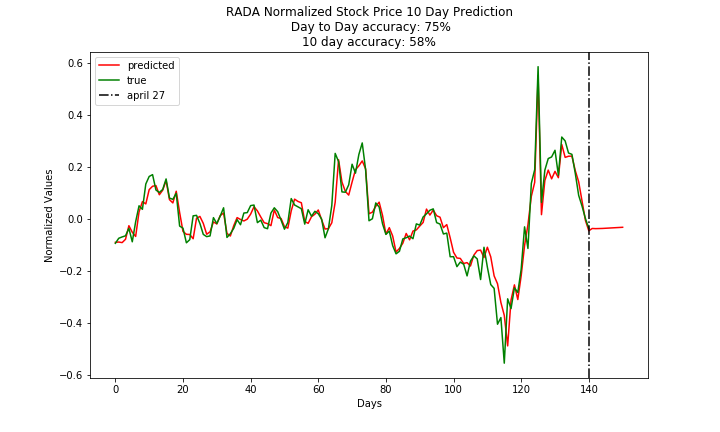 RADA Normalized Stock Price 10 Day Prediction
Day to Day accuracy: 75%
10 day accuracy: 58%
predicted
true
april 27
Normalized Values
0.6
0.4
0.2
0.0
−0.2
−0.4
−0.6
0 20 40 60 80 100 120 140
Days